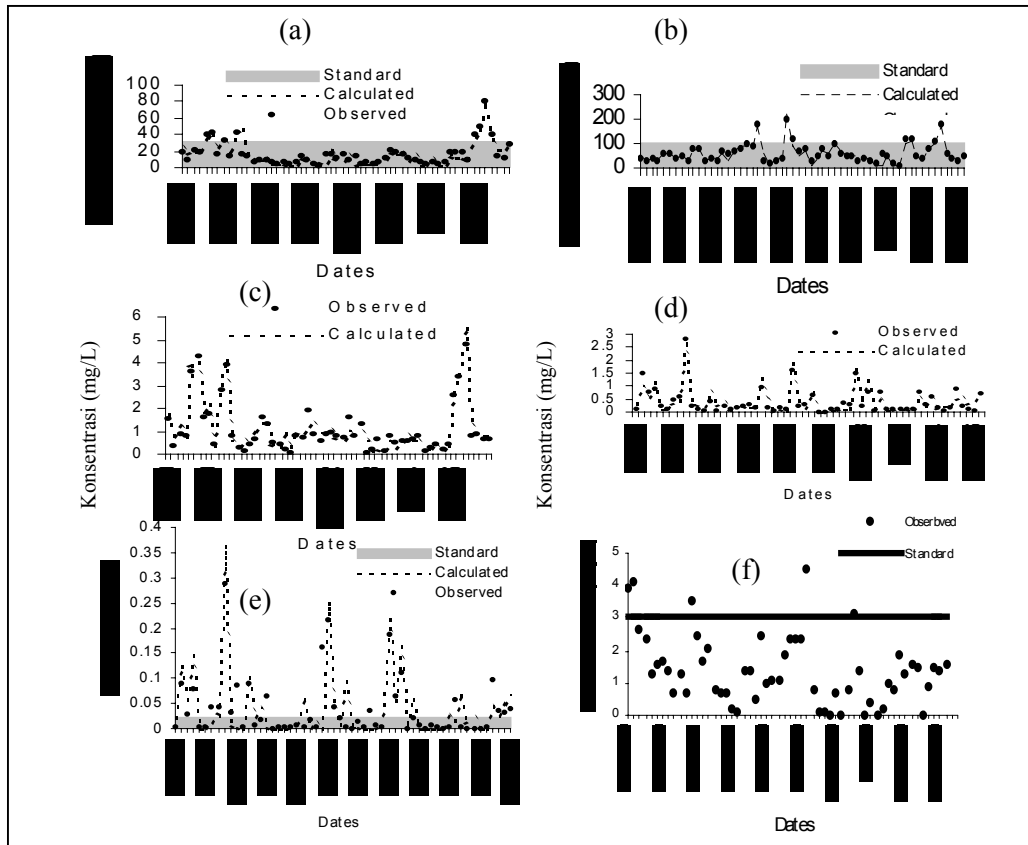 (a)
Standard
Calculated
Observed
100
80
60
40
20
0
Dates
(b)
Standard
Calculated
300
200
100
0
Dates
(c)
Observed
Calculated
Konsentrasi (mg/L)
6
5
4
3
2
1
0
Dates
(d)
Observed
Calculated
Konsentrasi (mg/L)
3
2.5
2
1.5
1
0.5
0
Dates
(e)
Standard
Calculated
Observed
0.4
0.35
0.3
0.25
0.2
0.15
0.1
0.05
0
Dates
(f)
Obserbved
Standard
5
4
3
2
1
0
Dates